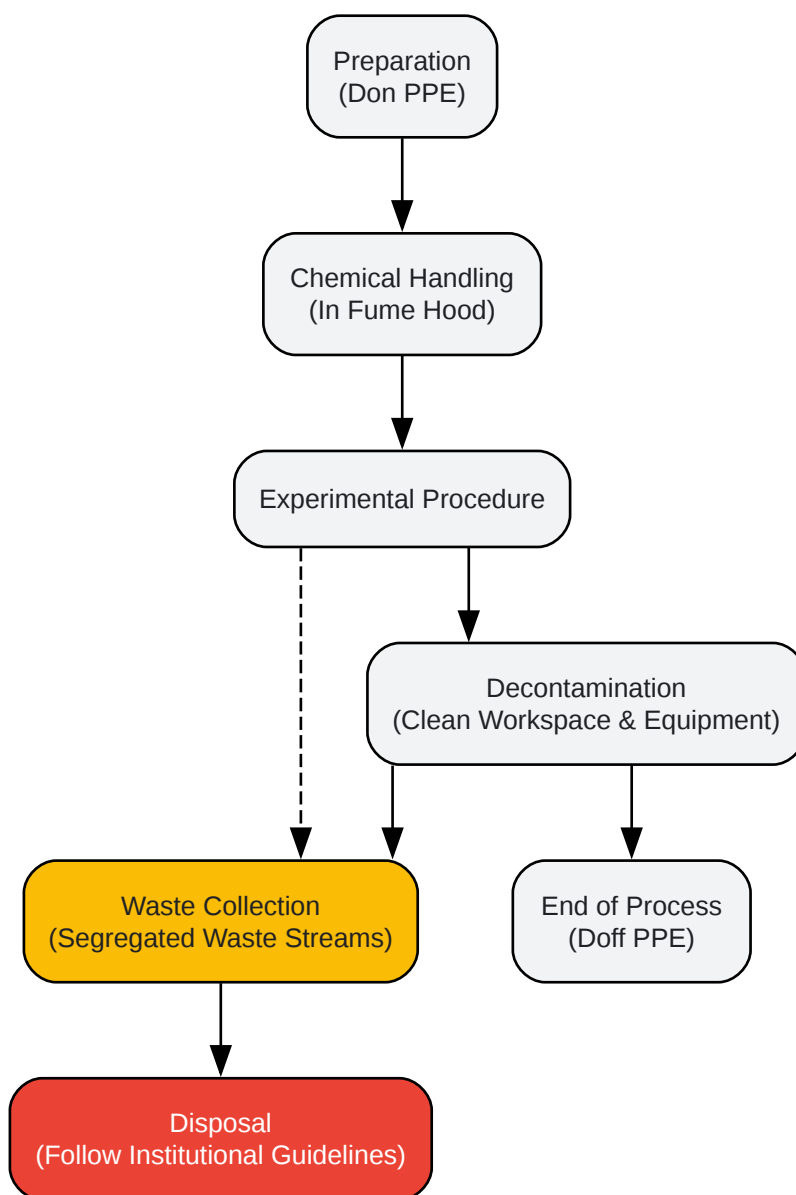 Preparation
(Don PPE)
Chemical Handling
(In Fume Hood)
Experimental Procedure
Decontamination
(Clean Workspace & Equipment)
Waste Collection
(Segregated Waste Streams)
End of Process
(Doff PPE)
Disposal
(Follow Institutional Guidelines)